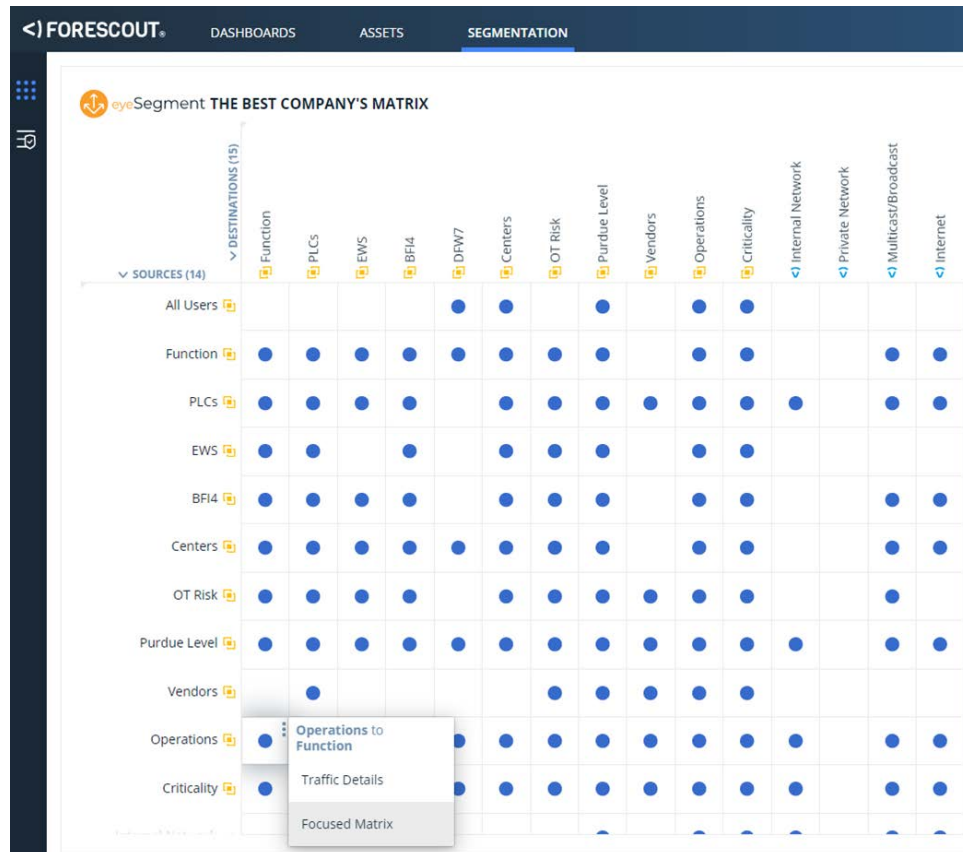 <) FORESCOUT® DASHBOARDS ASSETS SEGMENTATION
eyeSegment THE BEST COMPANY'S MATRIX
DESTINATIONS (15)
Function
PLCs
EWS
BFI4
DFW7
Centers
OT Risk
Purdue Level
Vendors
Operations
Criticality
Internal Network
Private Network
Multicast/Broadcast
Internet
SOURCES (14)
All Users
Function
PLCs
EWS
BFI4
Centers
OT Risk
Purdue Level
Vendors
Operations
Operations to
Function
Traffic Details
Criticality
Focused Matrix